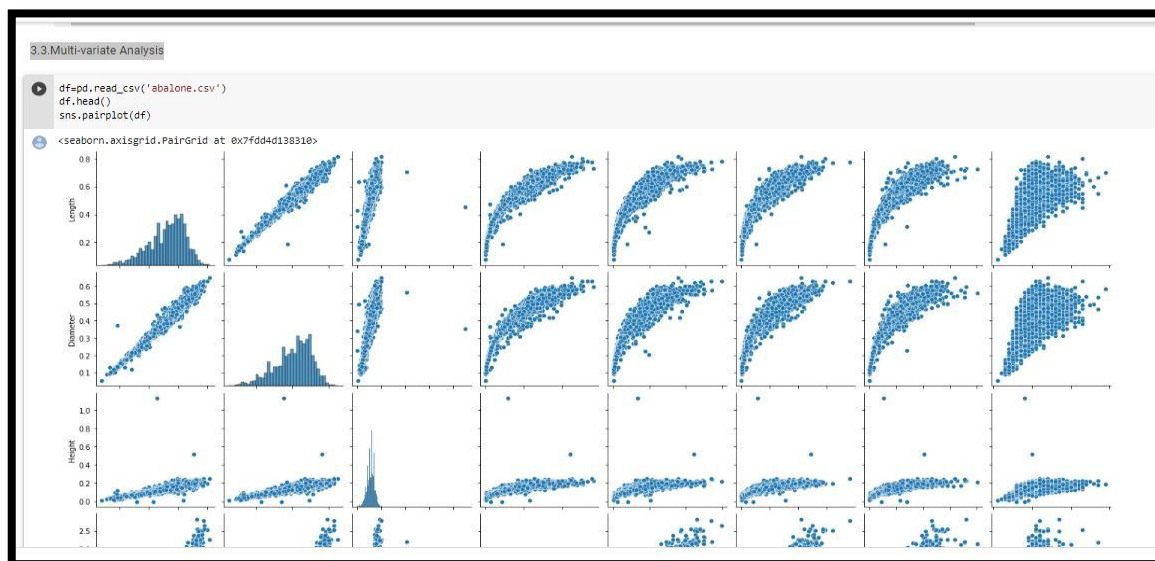 3.3.Multi-variate Analysis
df=pd.read_csv('abalone.csv')
df.head()
sns.pairplot(df)
<seaborn.axisgrid.PairGrid at 0x7fdd4d138310>
0.8
0.6
0.4
0.2
Length
0.6
0.5
0.4
0.3
0.2
0.1
Diameter
1.0
0.8
0.6
0.4
0.2
0.0
Height
2.5